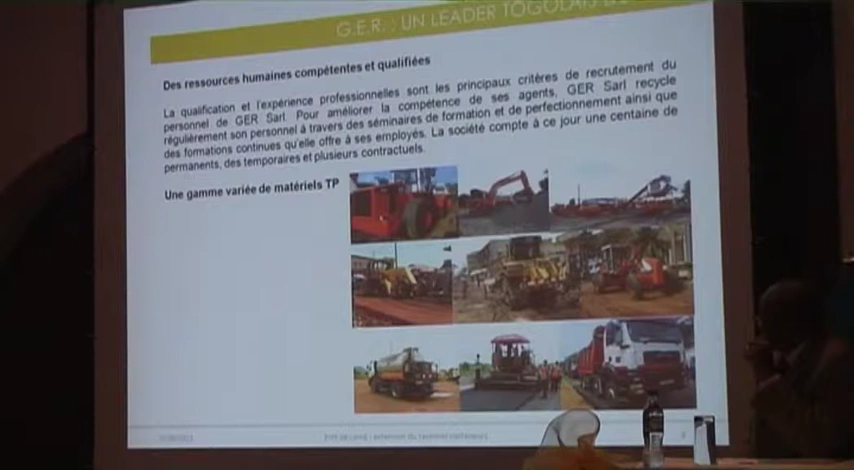 G.E.R. : UN LEADER TOGOLAIS
Des ressources humaines compétentes et qualifiées
La qualification et l'expérience professionnelles sont les principaux critères de recrutement du
personnel de GER Sarl. Pour améliorer la compétence de ses agents, GER Sarl recycle
régulièrement son personnel à travers des séminaires de formation et de perfectionnement ainsi que
des formations continues qu'elle offre à ses employés. La société compte à ce jour une centaine de
permanents, des temporaires et plusieurs contractuels.
Une gamme variée de matériels TP